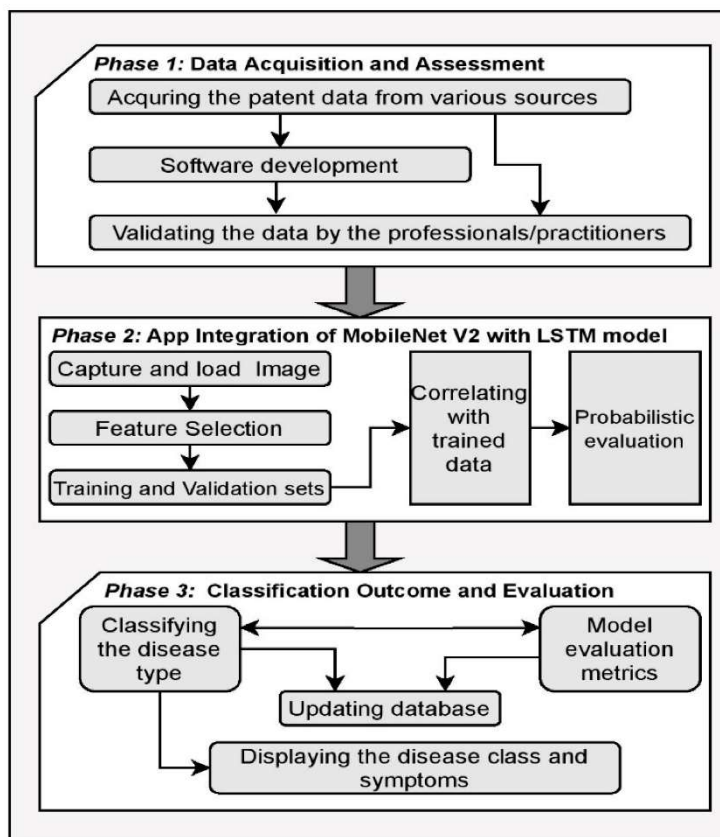 Phase 1: Data Acquisition and Assessment
Acquring the patent data from various sources
Software development
Validating the data by the professionals/practitioners
Phase 2: App Integration of MobileNet V2 with LSTM model
Capture and load Image
Feature Selection
Training and Validation sets
Correlating
with
trained
data
Probabilistic
evaluation
Phase 3: Classification Outcome and Evaluation
Classifying
the disease
type
Model
evaluation
metrics
Updating database
Displaying the disease class and
symptoms